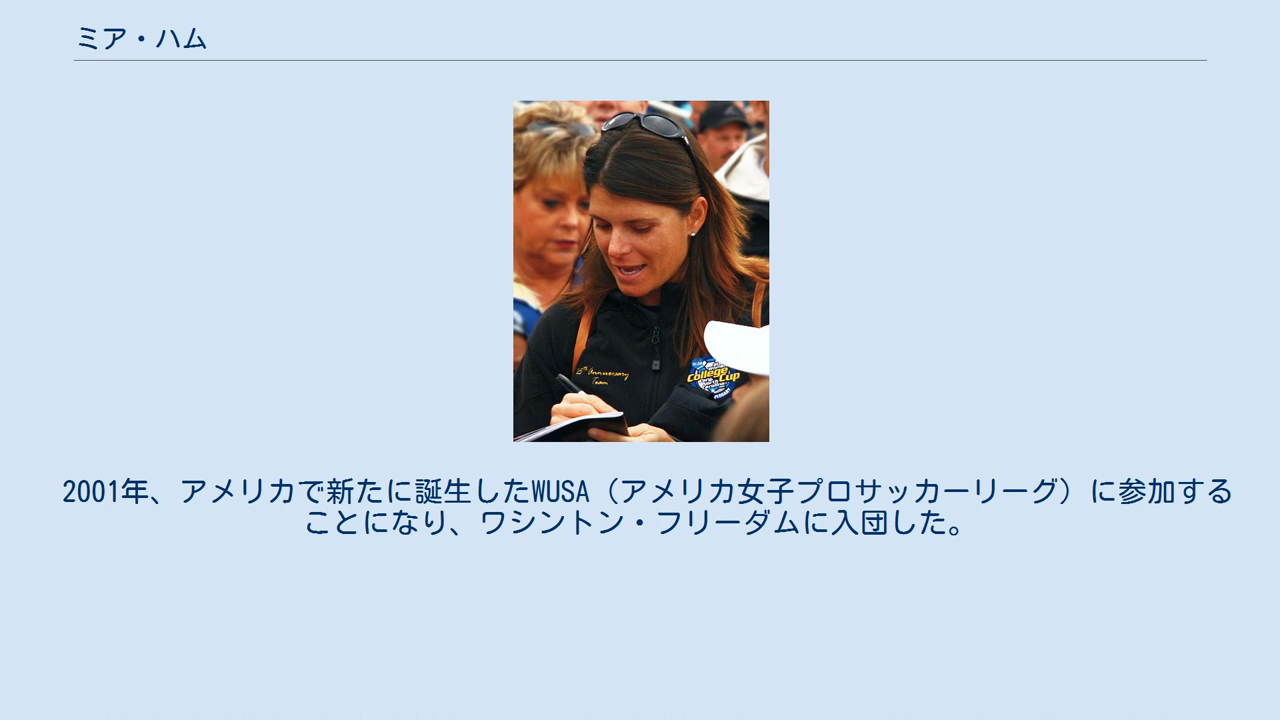 ミア・ハム
15th Anniversary
Team
College
Cup
2001年、アメリカで新たに誕生したWUSA（アメリカ女子プロサッカーリーグ）に参加する
ことになり、ワシントン・フリーダムに入団した。